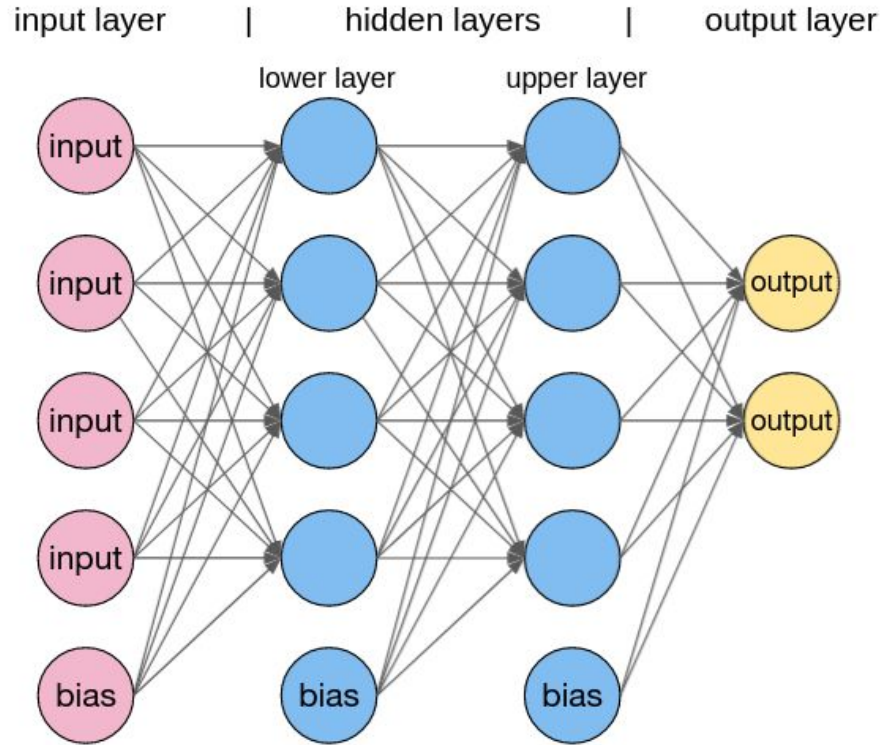 input layer | hidden layers | output layer
lower layer upper layer
input
input output
input output
input
bias bias bias